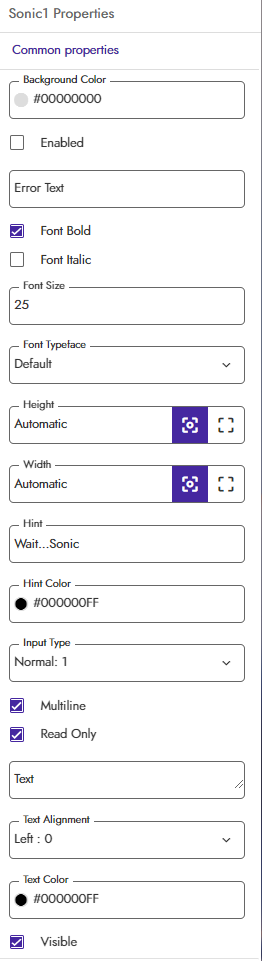 Sonic1 Properties
Common properties
Background Color
#00000000
Enabled
Error Text
Font Bold
Font Italic
Font Size
25
Font Typeface
Default
Height
Automatic
Width
Automatic
Hint
Wait...Sonic
Hint Color
#000000FF
Input Type
Normal: 1
Multiline
Read Only
Text
Text Alignment
Left : 0
Text Color
#000000FF
Visible